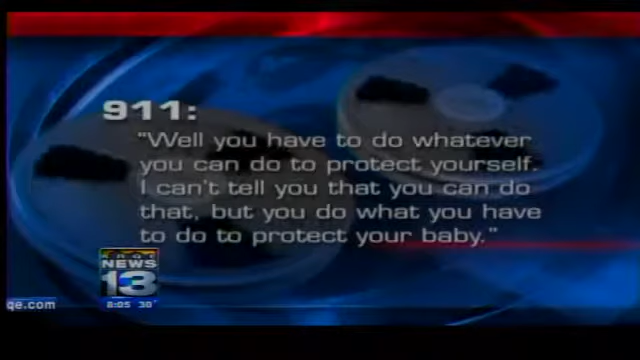 911:
"Well you have to do whatever
you can do to protect yourself.
I can't tell you that you can do
that, but you do what you have
to do to protect your baby."
KRQE
NEWS
13
qe.com
8:05 30°